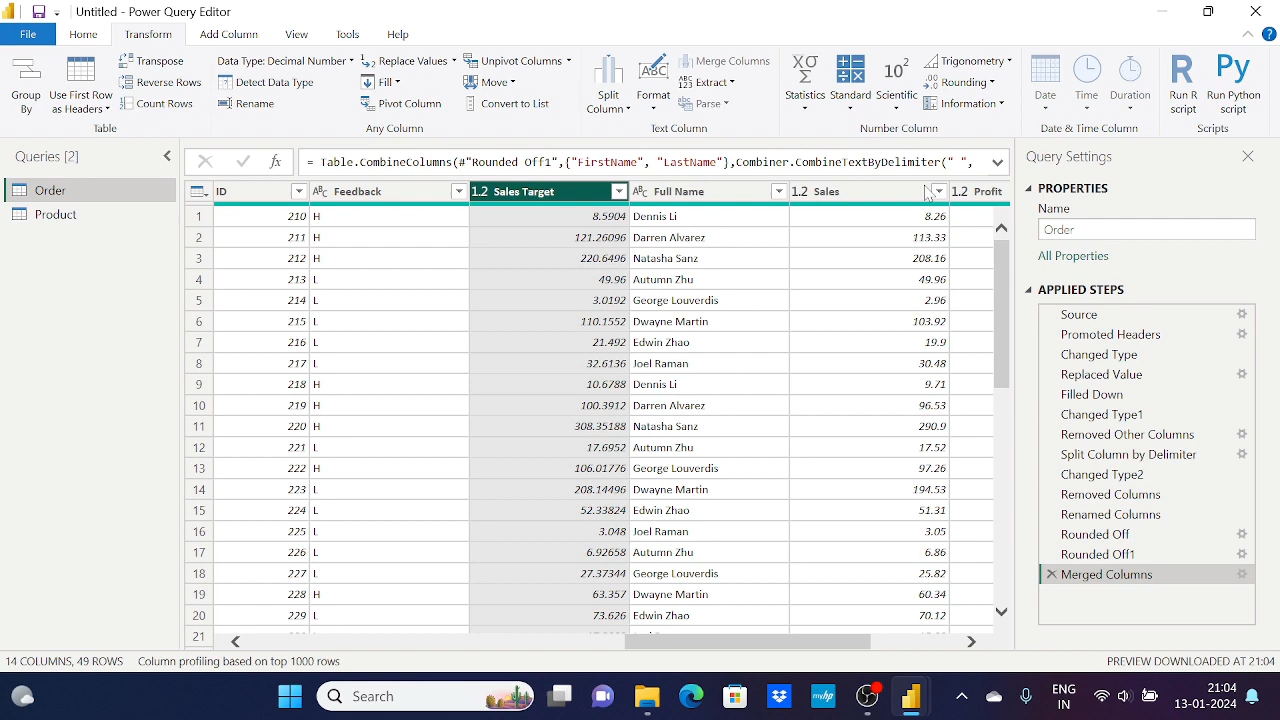 Untitled - Power Query Editor
File Home Transform Add Column View Tools Help
Group By
Use First Row as Headers
Transpose
Reverse Rows
Count Rows
Table
Data Type: Decimal Number
Detect Data Type
Rename
Replace Values
Fill
Pivot Column
Unpivot Columns
Move
Convert to List
Any Column
Split Column
Format
ABC
Merge Columns
Extract
Parse
Text Column
Statistics
Standard
Scientific
Trigonometry
Rounding
Information
Number Column
Date
Time
Duration
Date & Time Column
R
Run R script
Py
Run Python script
Scripts
Queries [2]
Order
Product
fx = Table.CombineColumns(#"Rounded Off1",{"FirstName", "LastName"},Combiner.CombineTextByDelimiter(" ",
ID Feedback 1.2 Sales Target Full Name 1.2 Sales 1.2 Profit
1 210 H 8.5904 Dennis Li 8.26
2 211 H 121.26096 Darren Alvarez 113.33
3 212 H 220.6496 Natasha Sanz 208.16
4 213 L 49.96 Autumn Zhu 49.96
5 214 L 3.0192 George Louverdis 2.96
6 215 L 110.1552 Dwayne Martin 103.92
7 216 L 21.492 Edwin Zhao 19.9
8 217 L 32.6136 Joel Raman 30.48
9 218 H 10.6788 Dennis Li 9.71
10 219 H 100.3912 Darren Alvarez 96.53
11 220 H 308.35188 Natasha Sanz 290.9
12 221 L 17.6952 Autumn Zhu 17.52
13 222 H 106.01776 George Louverdis 97.26
14 223 L 208.14496 Dwayne Martin 194.53
15 224 L 52.33824 Edwin Zhao 51.31
16 225 L 3.048 Joel Raman 3.05
17 226 L 6.92658 Autumn Zhu 6.86
18 227 L 27.37344 George Louverdis 25.82
19 228 H 63.357 Dwayne Martin 60.34
20 229 L 73.626 Edwin Zhao 70.12
21
Query Settings
PROPERTIES
Name
Order
All Properties
APPLIED STEPS
Source
Promoted Headers
Changed Type
Replaced Value
Filled Down
Changed Type1
Removed Other Columns
Split Column by Delimiter
Changed Type2
Removed Columns
Renamed Columns
Rounded Off
Rounded Off1
Merged Columns
14 COLUMNS, 49 ROWS Column profiling based on top 1000 rows PREVIEW DOWNLOADED AT 21:04
Search
ENG
IN
21:04
13-01-2024